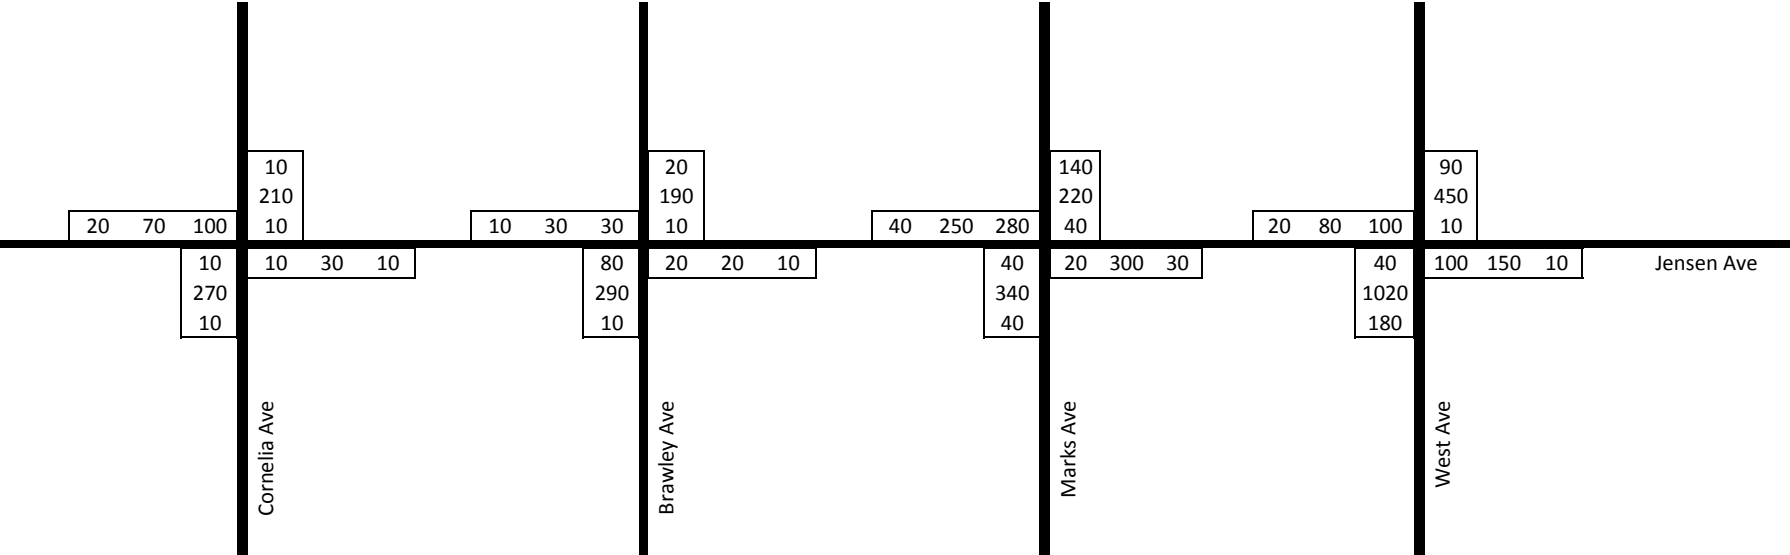 10 20 140 90
210 190 220 450
20 70 100 10 10 30 30 10 40 250 280 40 20 80 100 10
10 10 30 10 80 20 20 10 40 20 300 30 40 100 150 10 Jensen Ave
270 290 340 1020
10 10 40 180
Cornelia Ave
Brawley Ave
Marks Ave
West Ave